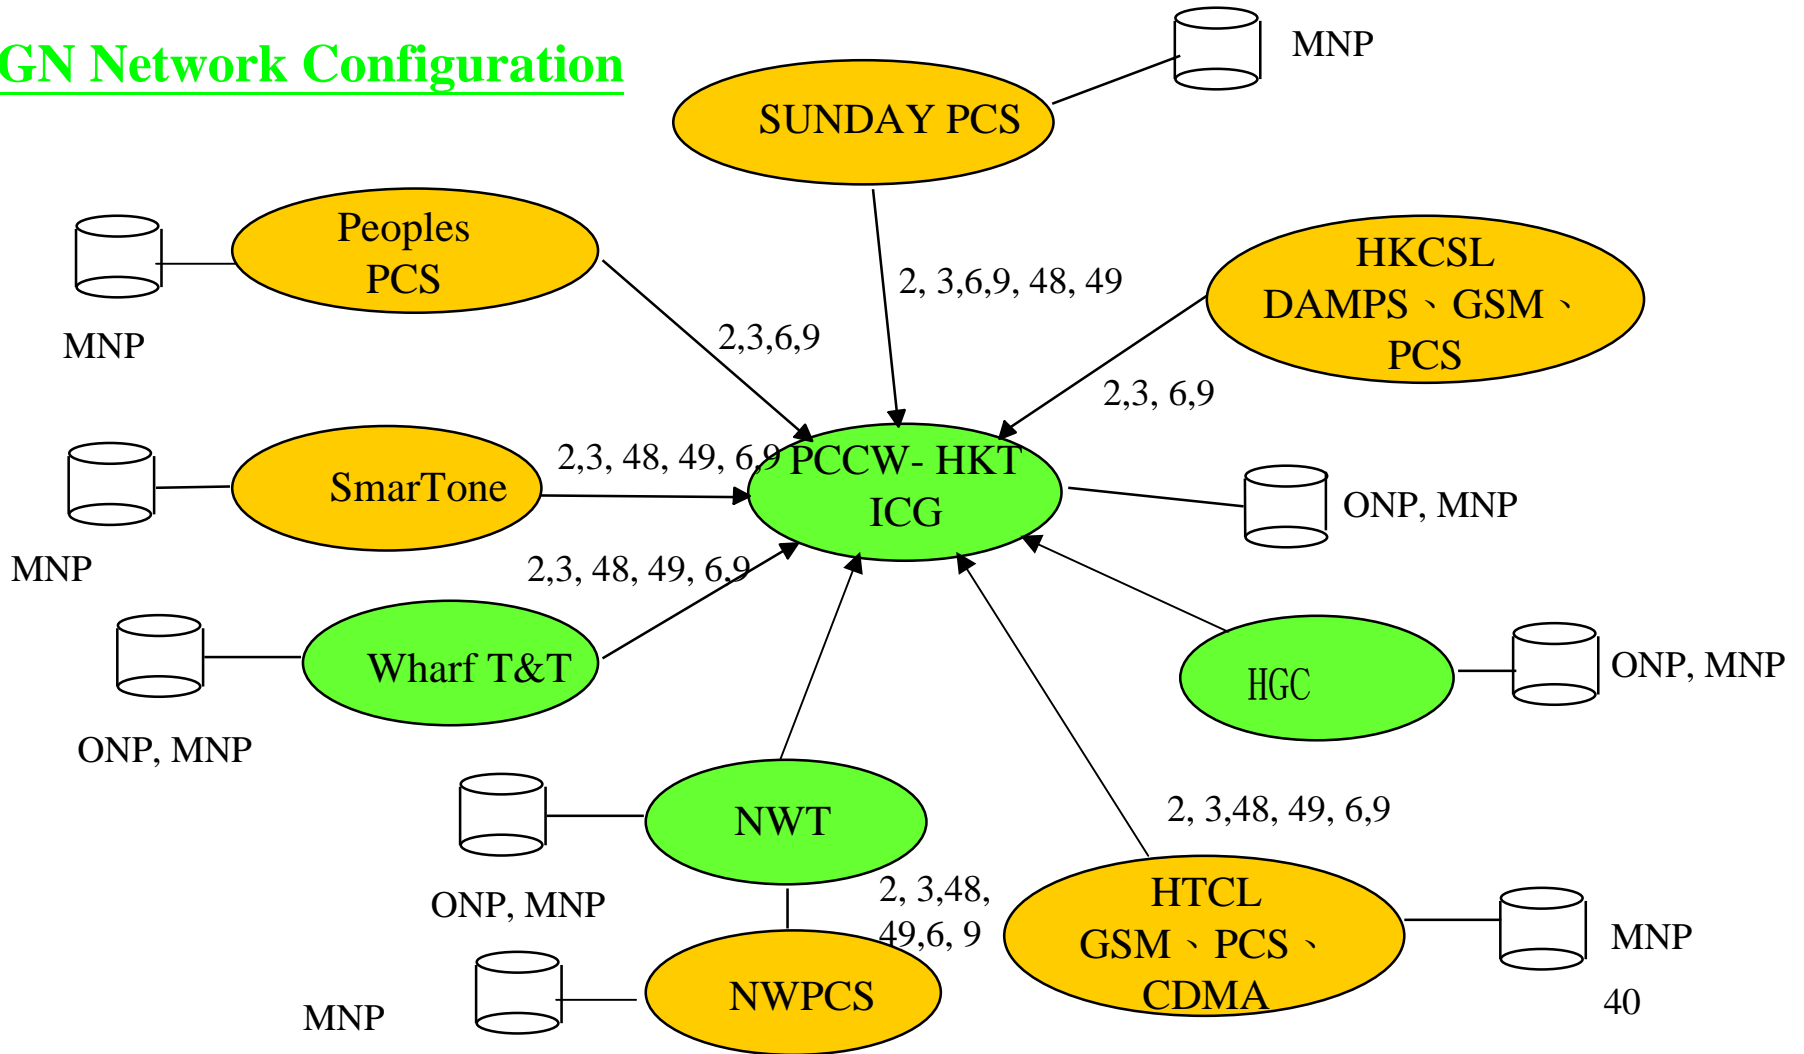 GN Network Configuration
MNP
SUNDAY PCS
Peoples
PCS
MNP
2, 3,6,9, 48, 49
HKCSL
DAMPS、GSM、
PCS
2,3,6,9
2,3, 6,9
SmarTone
MNP
2,3, 48, 49, 6,9
PCCW- HKT
ICG
ONP, MNP
2,3, 48, 49, 6,9
Wharf T&T
ONP, MNP
HGC
ONP, MNP
NWT
ONP, MNP
2, 3,48, 49, 6,9
2, 3,48,
49,6, 9
HTCL
GSM、PCS、
CDMA
MNP
NWPCS
MNP
40